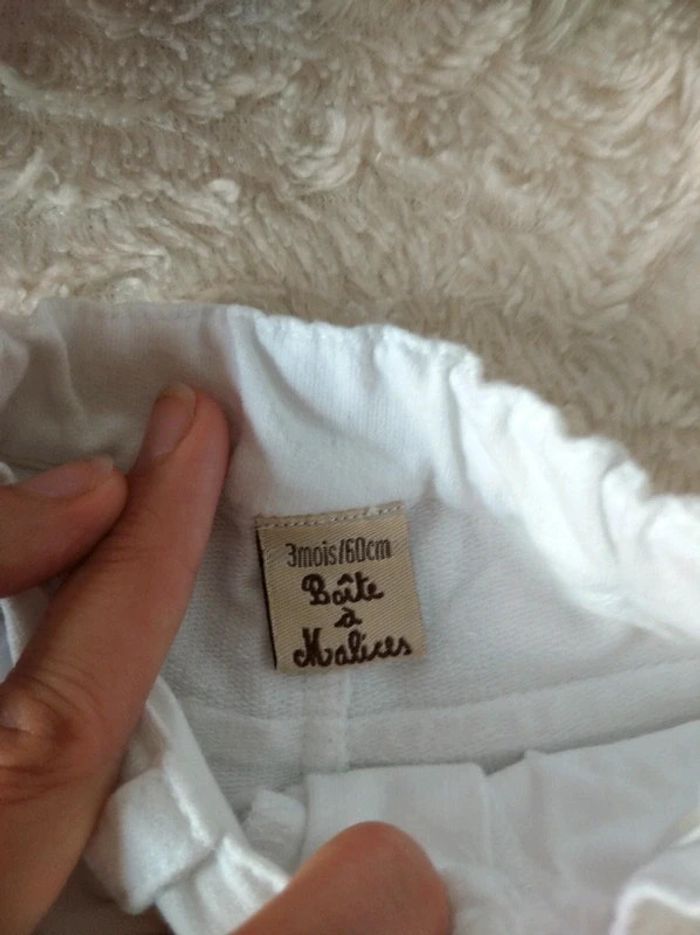 3mois/60cm
Boîte
à
Malices